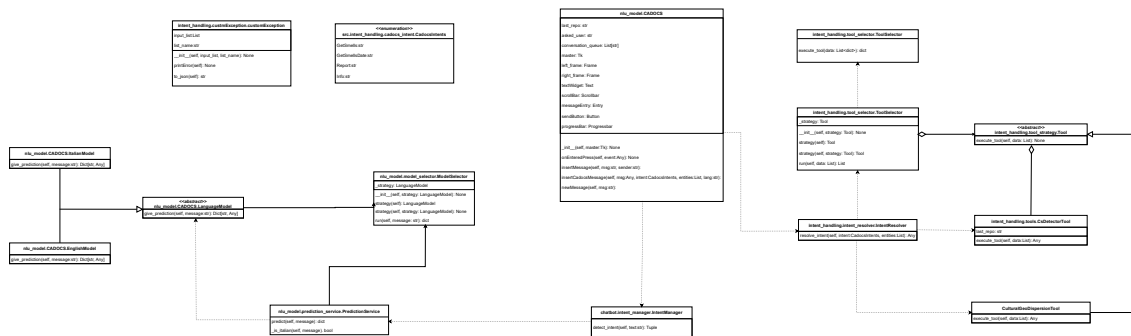 intent_handling.custmException.customException
input_list:List
list_name:str
__init__(self, input_list, list_name): None
printError(self): None
to_json(self): str
<<enumeration>>
src.intent_handling.cadocs_intent.CadocsIntents
GetSmells:str
GetSmellsDate:str
Report:str
Info:str
nlu_model.CADOCS
last_repo: str
asked_user: str
conversation_queue: List[str]
master: Tk
left_frame: Frame
right_frame: Frame
textWidget: Text
scrollBar: Scrollbar
messageEntry: Entry
sendButton: Button
progressBar: Progressbar
__init__(self, master:Tk): None
onEnteredPress(self, event:Any): None
insertMessage(self, msg:str, sender:str)
insertCadocsMessage(self, msg:Any, intent:CadocsIntents, entities:List, lang:str)
newMessage(self, msg:str);
intent_handling.tool_selector.ToolSelector
execute_tool(data: List<dict>): dict
intent_handling.tool_selector.ToolSelector
_strategy: Tool
__init__(self, strategy: Tool): None
strategy(self): Tool
strategy(self, strategy: Tool): Tool
run(self, data: List): List
<<abstract>>
intent_handling.tool_strategy.Tool
execute_tool(data: List): None
nlu_model.CADOCS.ItalianModel
give_prediction(self, message:str): Dict[str, Any]
<<abstract>>
nlu_model.CADOCS.LanguageModel
give_prediction(self, message:str): Dict[str, Any]
nlu_model.model_selector.ModelSelector
_strategy: LanguageModel
__init__(self, strategy: LanguageModel): None
strategy(self): LanguageModel
strategy(self, strategy: LanguageModel): None
run(self, message: str): dict
nlu_model.CADOCS.EnglishModel
give_prediction(self, message:str): Dict[str, Any]
intent_handling.intent_resolver.IntentResolver
resolve_intent(self, intent:CadocsIntents, entities:List): Any
intent_handling.tools.CsDetectorTool
last_repo: str
execute_tool(self, data:List): Any
nlu_model.prediction_service.PredictionService
predict(self, message): dict
_is_italian(self, message): bool
chatbot.intent_manager.IntentManager
detect_intent(self, text:str): Tuple
CulturalGeoDispersionTool
execute_tool(self, data:List): Any